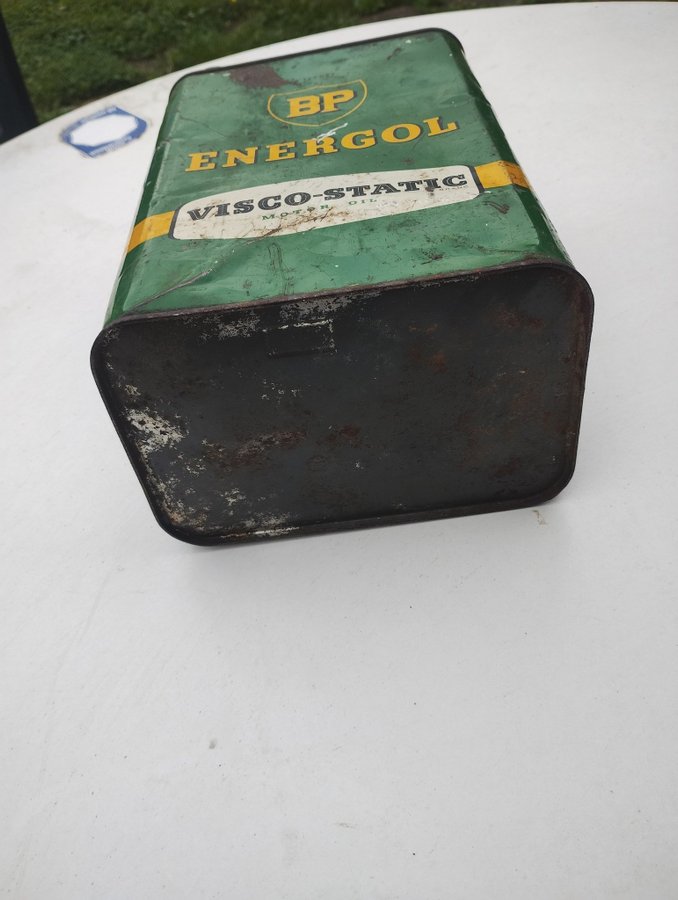 BP
ENERGOL
VISCO-STATIC
MOTOR OIL